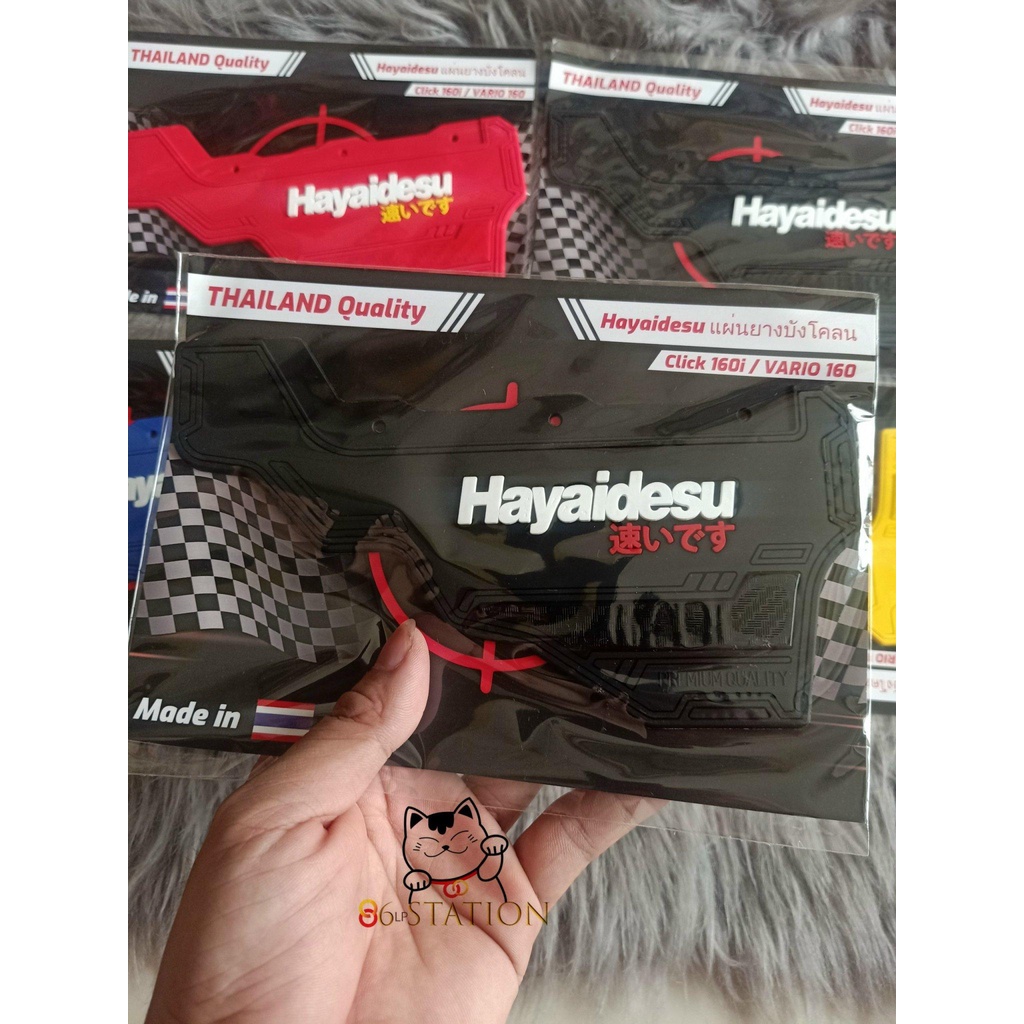 THAILAND Quality
Hayaidesu แผ่นยางบังโคลน
Click 160i / VARIO 160
Hayaidesu
速いです
THAILAND Quality
Hayaidesu
Click 160i
Hayaidesu
速いです
THAILAND Quality
Hayaidesu แผ่นยางบังโคลน
Click 160i / VARIO 160
Hayaidesu
速いです
PREMIUM QUALITY
Made in
in
86LP STATION